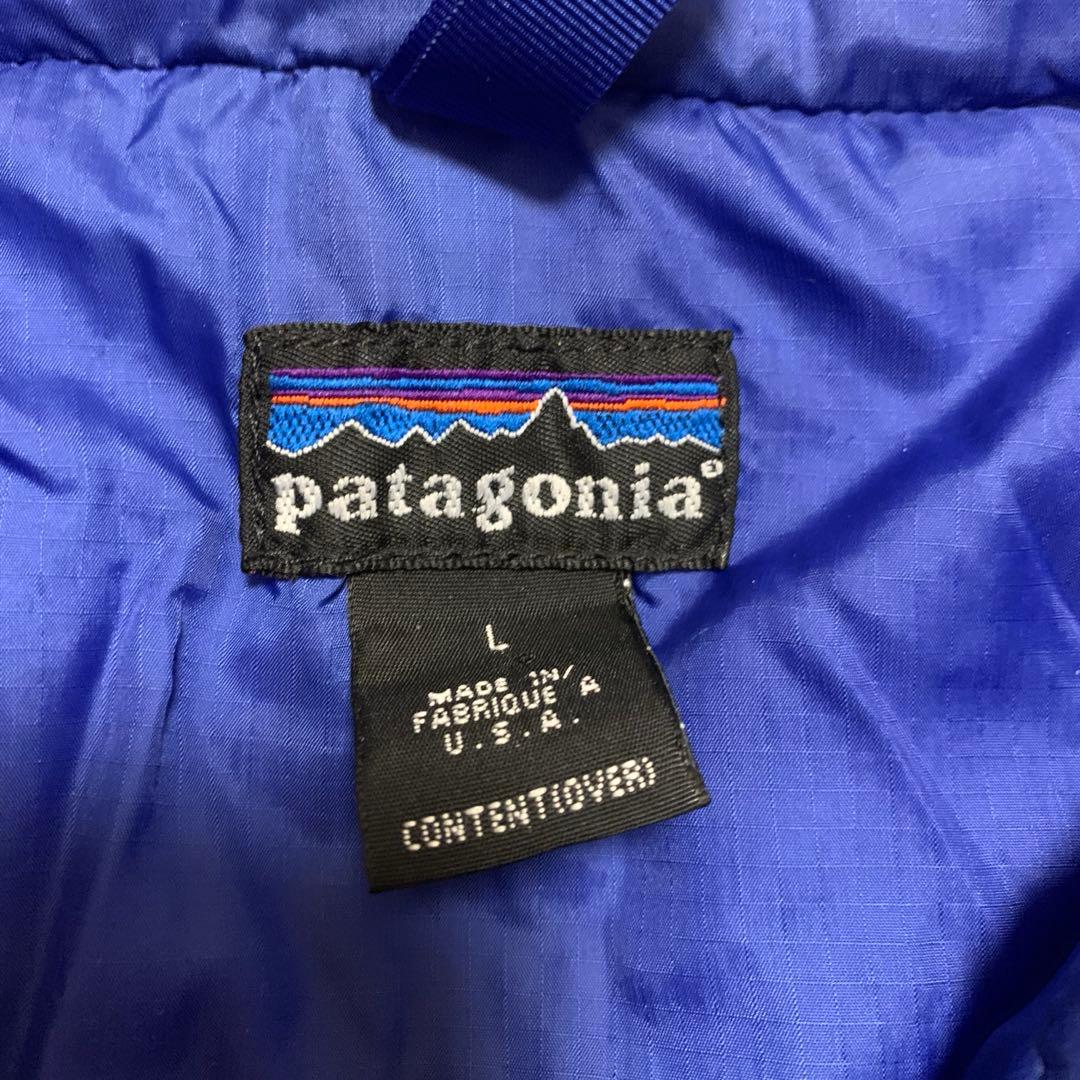 patagonia®
L
MADE IN/
FABRIQUE A
U.S.A.
CONTENT(OVER)